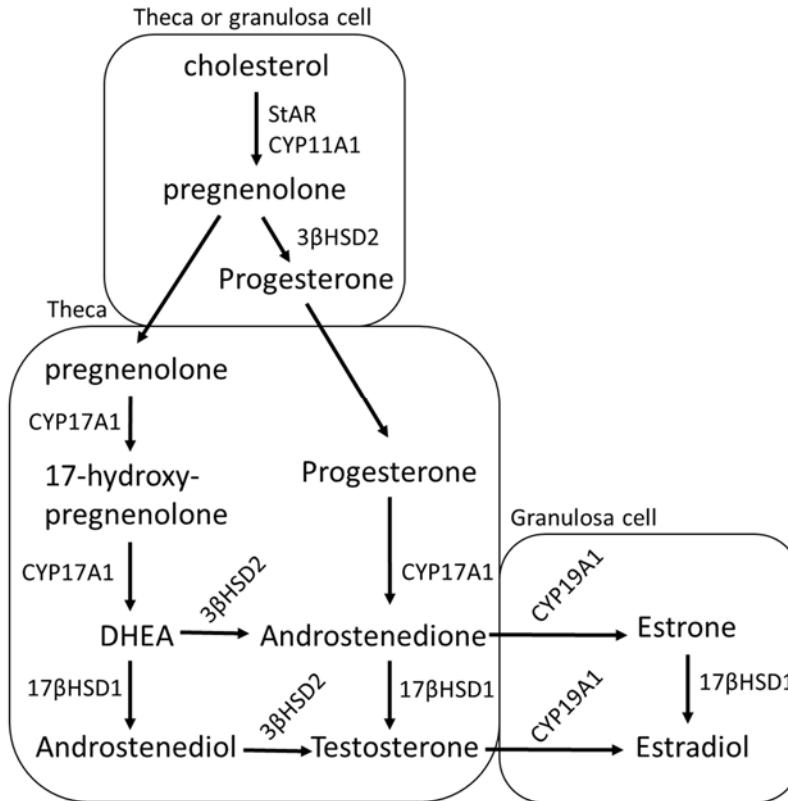 Theca or granulosa cell
cholesterol
StAR
CYP11A1
pregnenolone
3βHSD2
Progesterone
Theca
pregnenolone
CYP17A1
17-hydroxy-
pregnenolone
Progesterone
Granulosa cell
CYP17A1
3βHSD2
CYP17A1
CYP19A1
DHEA
Androstenedione
Estrone
17βHSD1
3βHSD2
17βHSD1
CYP19A1
17βHSD1
Androstenediol
Testosterone
Estradiol